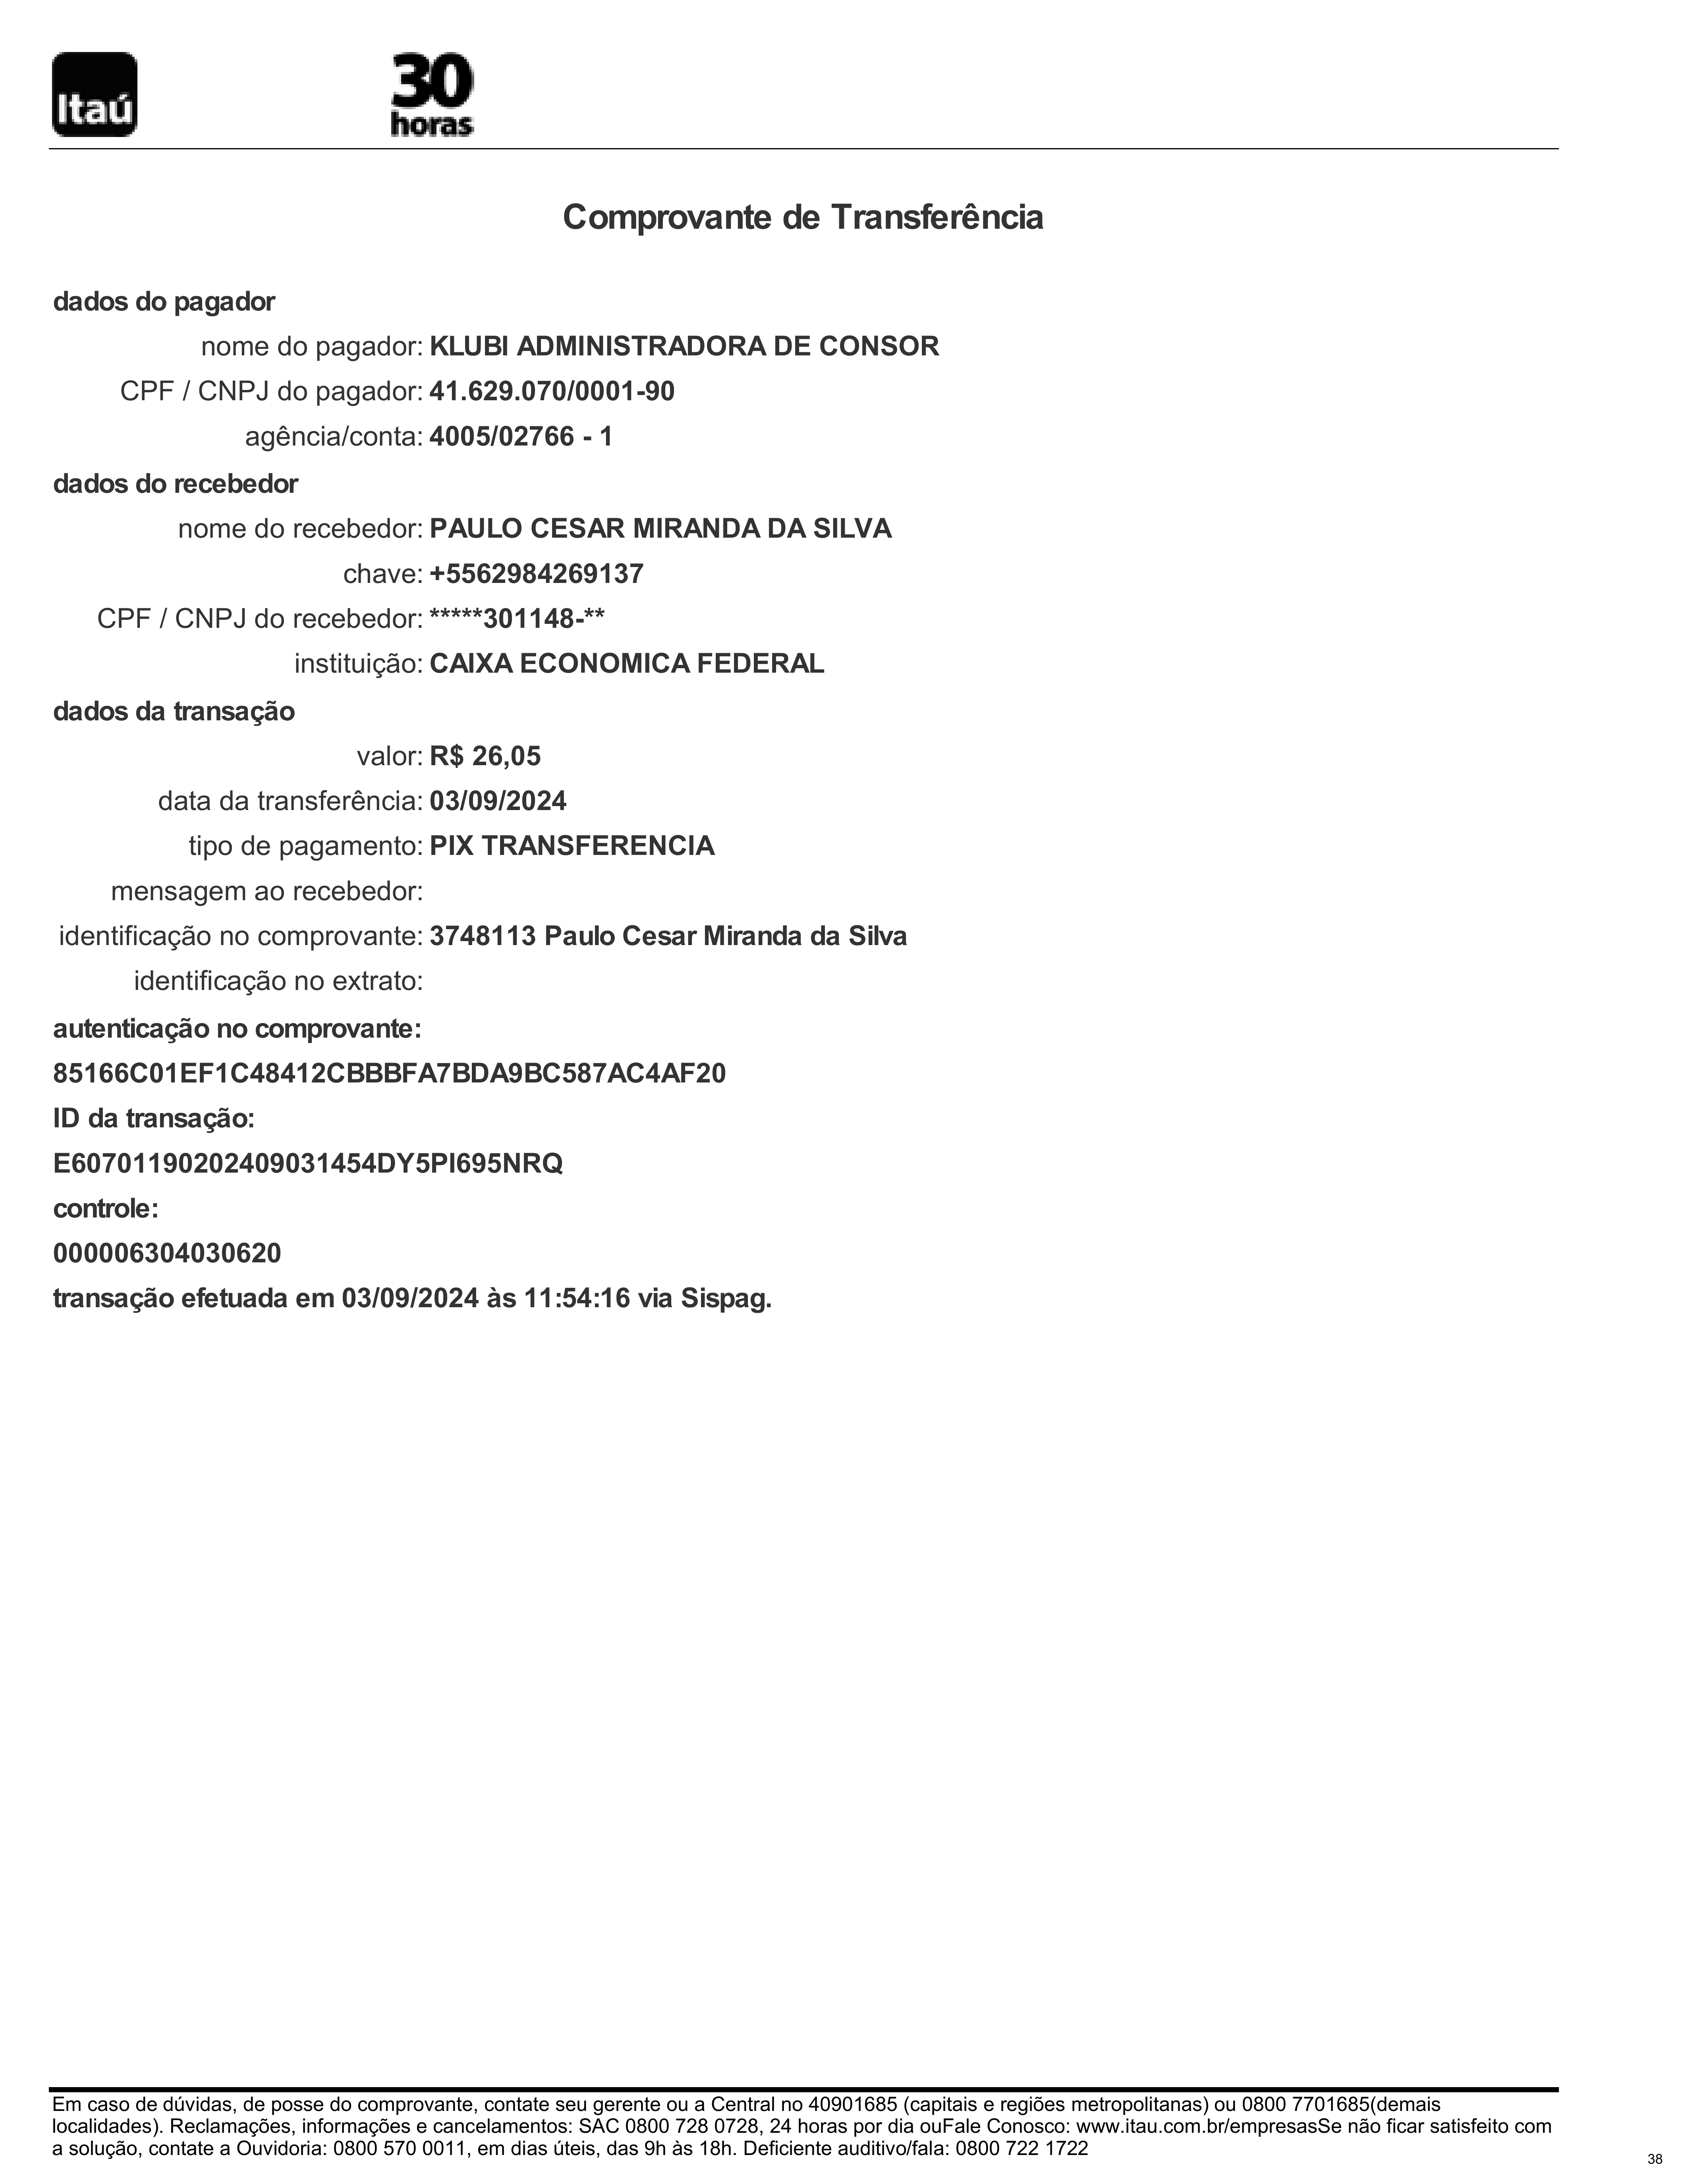 Itaú
30
horas
Comprovante de Transferência
dados do pagador
nome do pagador: KLUBI ADMINISTRADORA DE CONSOR
CPF / CNPJ do pagador: 41.629.070/0001-90
agência/conta: 4005/02766 - 1
dados do recebedor
nome do recebedor: PAULO CESAR MIRANDA DA SILVA
chave: +5562984269137
CPF / CNPJ do recebedor: *****301148-**
instituição: CAIXA ECONOMICA FEDERAL
dados da transação
valor: R$ 26,05
data da transferência: 03/09/2024
tipo de pagamento: PIX TRANSFERENCIA
mensagem ao recebedor:
identificação no comprovante: 3748113 Paulo Cesar Miranda da Silva
identificação no extrato:
autenticação no comprovante:
85166C01EF1C48412CBBBFA7BDA9BC587AC4AF20
ID da transação:
E60701190202409031454DY5PI695NRQ
controle:
000006304030620
transação efetuada em 03/09/2024 às 11:54:16 via Sispag.
Em caso de dúvidas, de posse do comprovante, contate seu gerente ou a Central no 40901685 (capitais e regiões metropolitanas) ou 0800 7701685(demais
localidades). Reclamações, informações e cancelamentos: SAC 0800 728 0728, 24 horas por dia ouFale Conosco: www.itau.com.br/empresasSe não ficar satisfeito com
a solução, contate a Ouvidoria: 0800 570 0011, em dias úteis, das 9h às 18h. Deficiente auditivo/fala: 0800 722 1722
38